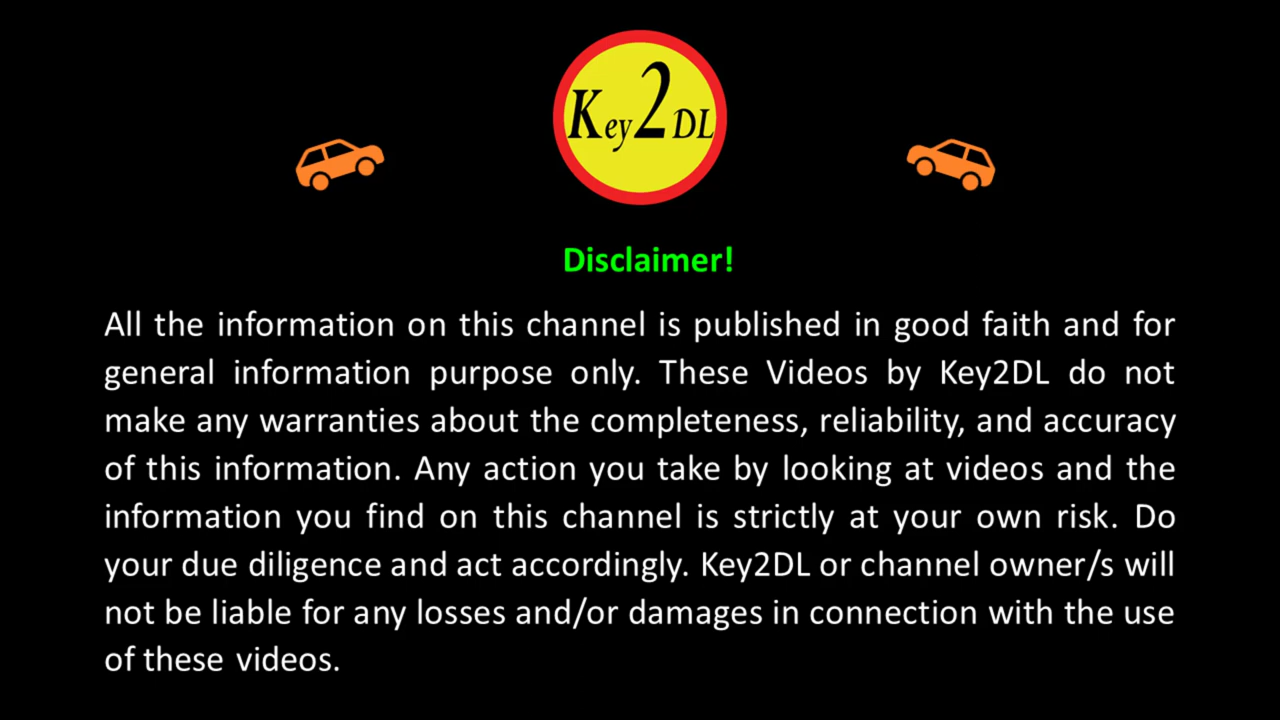 Key2DL
Disclaimer!
All the information on this channel is published in good faith and for
general information purpose only. These Videos by Key2DL do not
make any warranties about the completeness, reliability, and accuracy
of this information. Any action you take by looking at videos and the
information you find on this channel is strictly at your own risk. Do
your due diligence and act accordingly. Key2DL or channel owner/s will
not be liable for any losses and/or damages in connection with the use
of these videos.